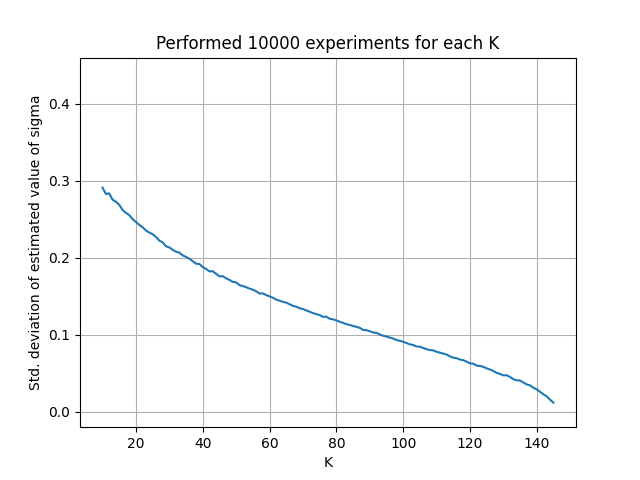 Performed 10000 experiments for each K
Std. deviation of estimated value of sigma
0.4
0.3
0.2
0.1
0.0
20 40 60 80 100 120 140
K